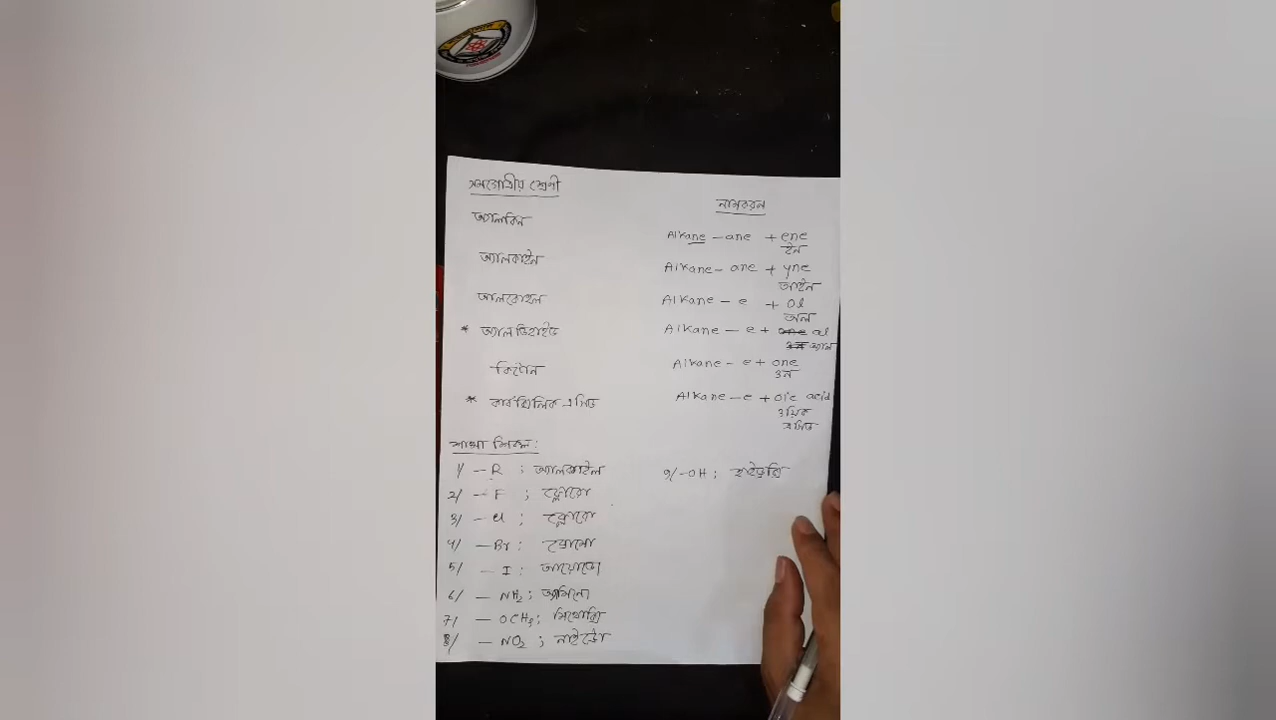 সমগোত্রীয় শ্রেণী
নামকরন
অ্যালকিন
Alkane - ane + ene
ইন
অ্যালকাইন
Alkane - ane + yne
আইন
অ্যালকোহল
Alkane - e + ol
অল
* অ্যালডিহাইড
Alkane - e + al
অ্যাল
কিটোন
Alkane - e + one
ওন
* কার্বক্সিলিক এসিড
Alkane - e + oic acid
ওয়িক
এসিড
শাখা শিকল:
1/ - R ; অ্যালকাইল
2/ - F ; ফ্লোরো
3/ - Cl ; ক্লোরো
4/ - Br : ব্রোমো
5/ - I : আয়োডো
6/ - NH2 ; অ্যামিনো
7/ - OCH3 ; মিথোক্সি
8/ - NO2 ; নাইট্রো
9/ -OH ; হাইড্রক্সি